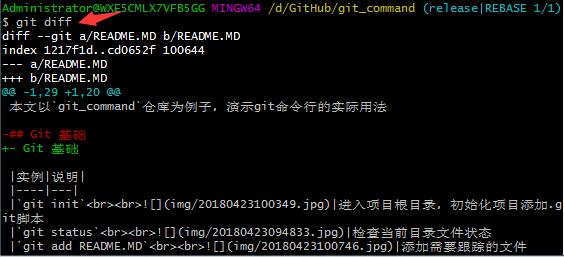 Administrator@WXE5CMLX7VFB5GG MINGW64 /d/GitHub/git_command (release|REBASE 1/1)
$ git diff
diff --git a/README.MD b/README.MD
index 1217f1d..cd0652f 100644
--- a/README.MD
+++ b/README.MD
@@ -1,29 +1,20 @@
本文以`git_command`仓库为例子，演示git命令行的实际用法
-## Git 基础
+- Git 基础
|实例|说明|
|----|---|
|`git init`<br><br>![](img/20180423100349.jpg)|进入项目根目录，初始化项目添加.g
it脚本
|`git status`<br><br>![](img/20180423094833.jpg)|检查当前目录文件状态
|`git add README.MD`<br><br>![](img/20180423100746.jpg)|添加需要跟踪的文件